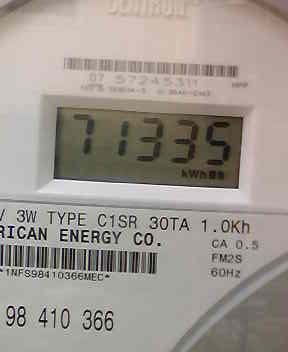 CENTRON
07 57245311
71335
kWh
V 3W TYPE C1SR 30TA 1.0Kh
RICAN ENERGY CO.
CA 0.5
FM2S
60Hz
*1NFS98410366MEC*
98 410 366